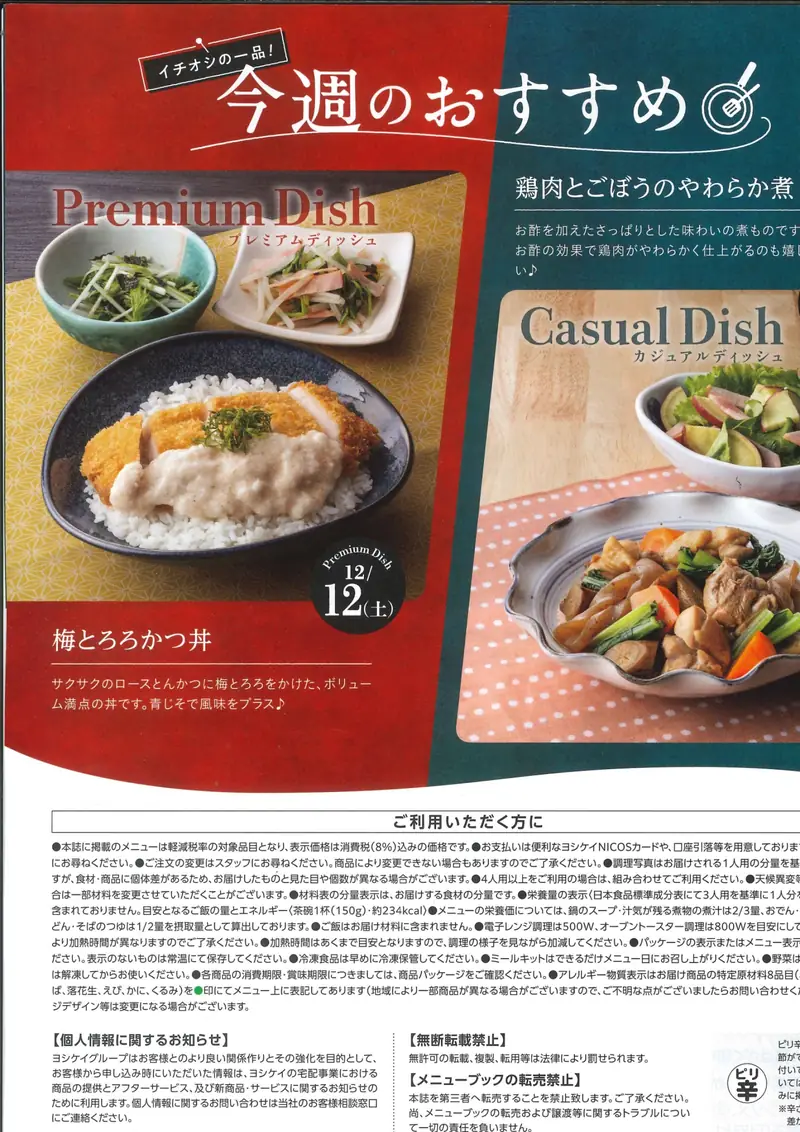 イチオシの一品!
今週のおすすめ
Premium Dish
プレミアムディッシュ
Premium Dish
12/
12(土)
梅とろろかつ丼
サクサクのロースとんかつに梅とろろをかけた、ボリュー
ム満点の丼です。青じそで風味をプラス♪
鶏肉とごぼうのやわらか煮
お酢を加えたさっぱりとした味わいの煮ものです
お酢の効果で鶏肉がやわらかく仕上がるのも嬉し
い♪
Casual Dish
カジュアルディッシュ
ご利用いただく方に
●本誌に掲載のメニューは軽減税率の対象品目となり、表示価格は消費税(8%)込みの価格です。●お支払いは便利なヨシケイNICOSカードや、口座引落等を用意しております
にお尋ねください。●ご注文の変更はスタッフにお尋ねください。商品により変更できない場合もありますのでご了承ください。●調理写真はお届けされる1人用の分量を基
すが、食材・商品に個体差があるため、お届けしたものと見た目や個数が異なる場合がございます。●4人用以上をご利用の場合は、組み合わせてご利用ください。●天候異変等
合は一部材料を変更させていただくことがございます。●材料表の分量表示は、お届けする食材の分量です。●栄養量の表示〈日本食品標準成分表にて3人用を基準に1人分を
含まれておりません。目安となるご飯の量とエネルギー〈茶碗1杯(150g)・約234kcal〉●メニューの栄養価については、鍋のスープ・汁気が残る煮物の煮汁は2/3量、おでん・
どん・そばのつゆは1/2量を摂取量として算出しております。●ご飯はお届け材料に含まれません。●電子レンジ調理は500W、オーブントースター調理は800Wを目安にして
より加熱時間が異なりますのでご了承ください。●加熱時間はあくまで目安となりますので、調理の様子を見ながら加減してください。●パッケージの表示またはメニュー表示
ださい。表示のないものは常温にて保存してください。●冷凍食品は早めに冷凍保管してください。●ミールキットはできるだけメニュー日にお召し上がりください。●野菜は
は解凍してからお使いください。●各商品の消費期限・賞味期限につきましては、商品パッケージをご確認ください。●アレルギー物質表示はお届け商品の特定原材料8品目(
ば、落花生、えび、かに、くるみ)を●印にてメニュー上に表記してあります(地域により一部商品が異なる場合がございますので、ご不明な点がございましたらお問い合わせくだ
ジデザイン等は変更になる場合がございます。
【個人情報に関するお知らせ】
ヨシケイグループはお客様とのより良い関係作りとその強化を目的として、
お客様から申し込み時にいただいた情報は、ヨシケイの宅配事業における
商品の提供とアフターサービス、及び新商品・サービスに関するお知らせの
ために利用します。個人情報に関するお問い合わせは当社のお客様相談窓口
にご連絡ください。
【無断転載禁止】
無許可の転載、複製、転用等は法律により罰せられます。
【メニューブックの転売禁止】
本誌を第三者へ転売することを禁止致します。ご了承ください。
尚、メニューブックの転売および譲渡等に関するトラブルについ
て一切の責任を負いません。
ピリ
辛
ピリ辛
節がで
付いて
いては
みに掲
※辛さ
差が